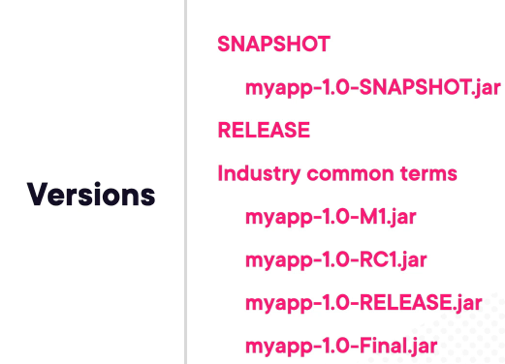 Versions
SNAPSHOT
myapp-1.0-SNAPSHOT.jar
RELEASE
Industry common terms
myapp-1.0-M1.jar
myapp-1.0-RC1.jar
myapp-1.0-RELEASE.jar
myapp-1.0-Final.jar